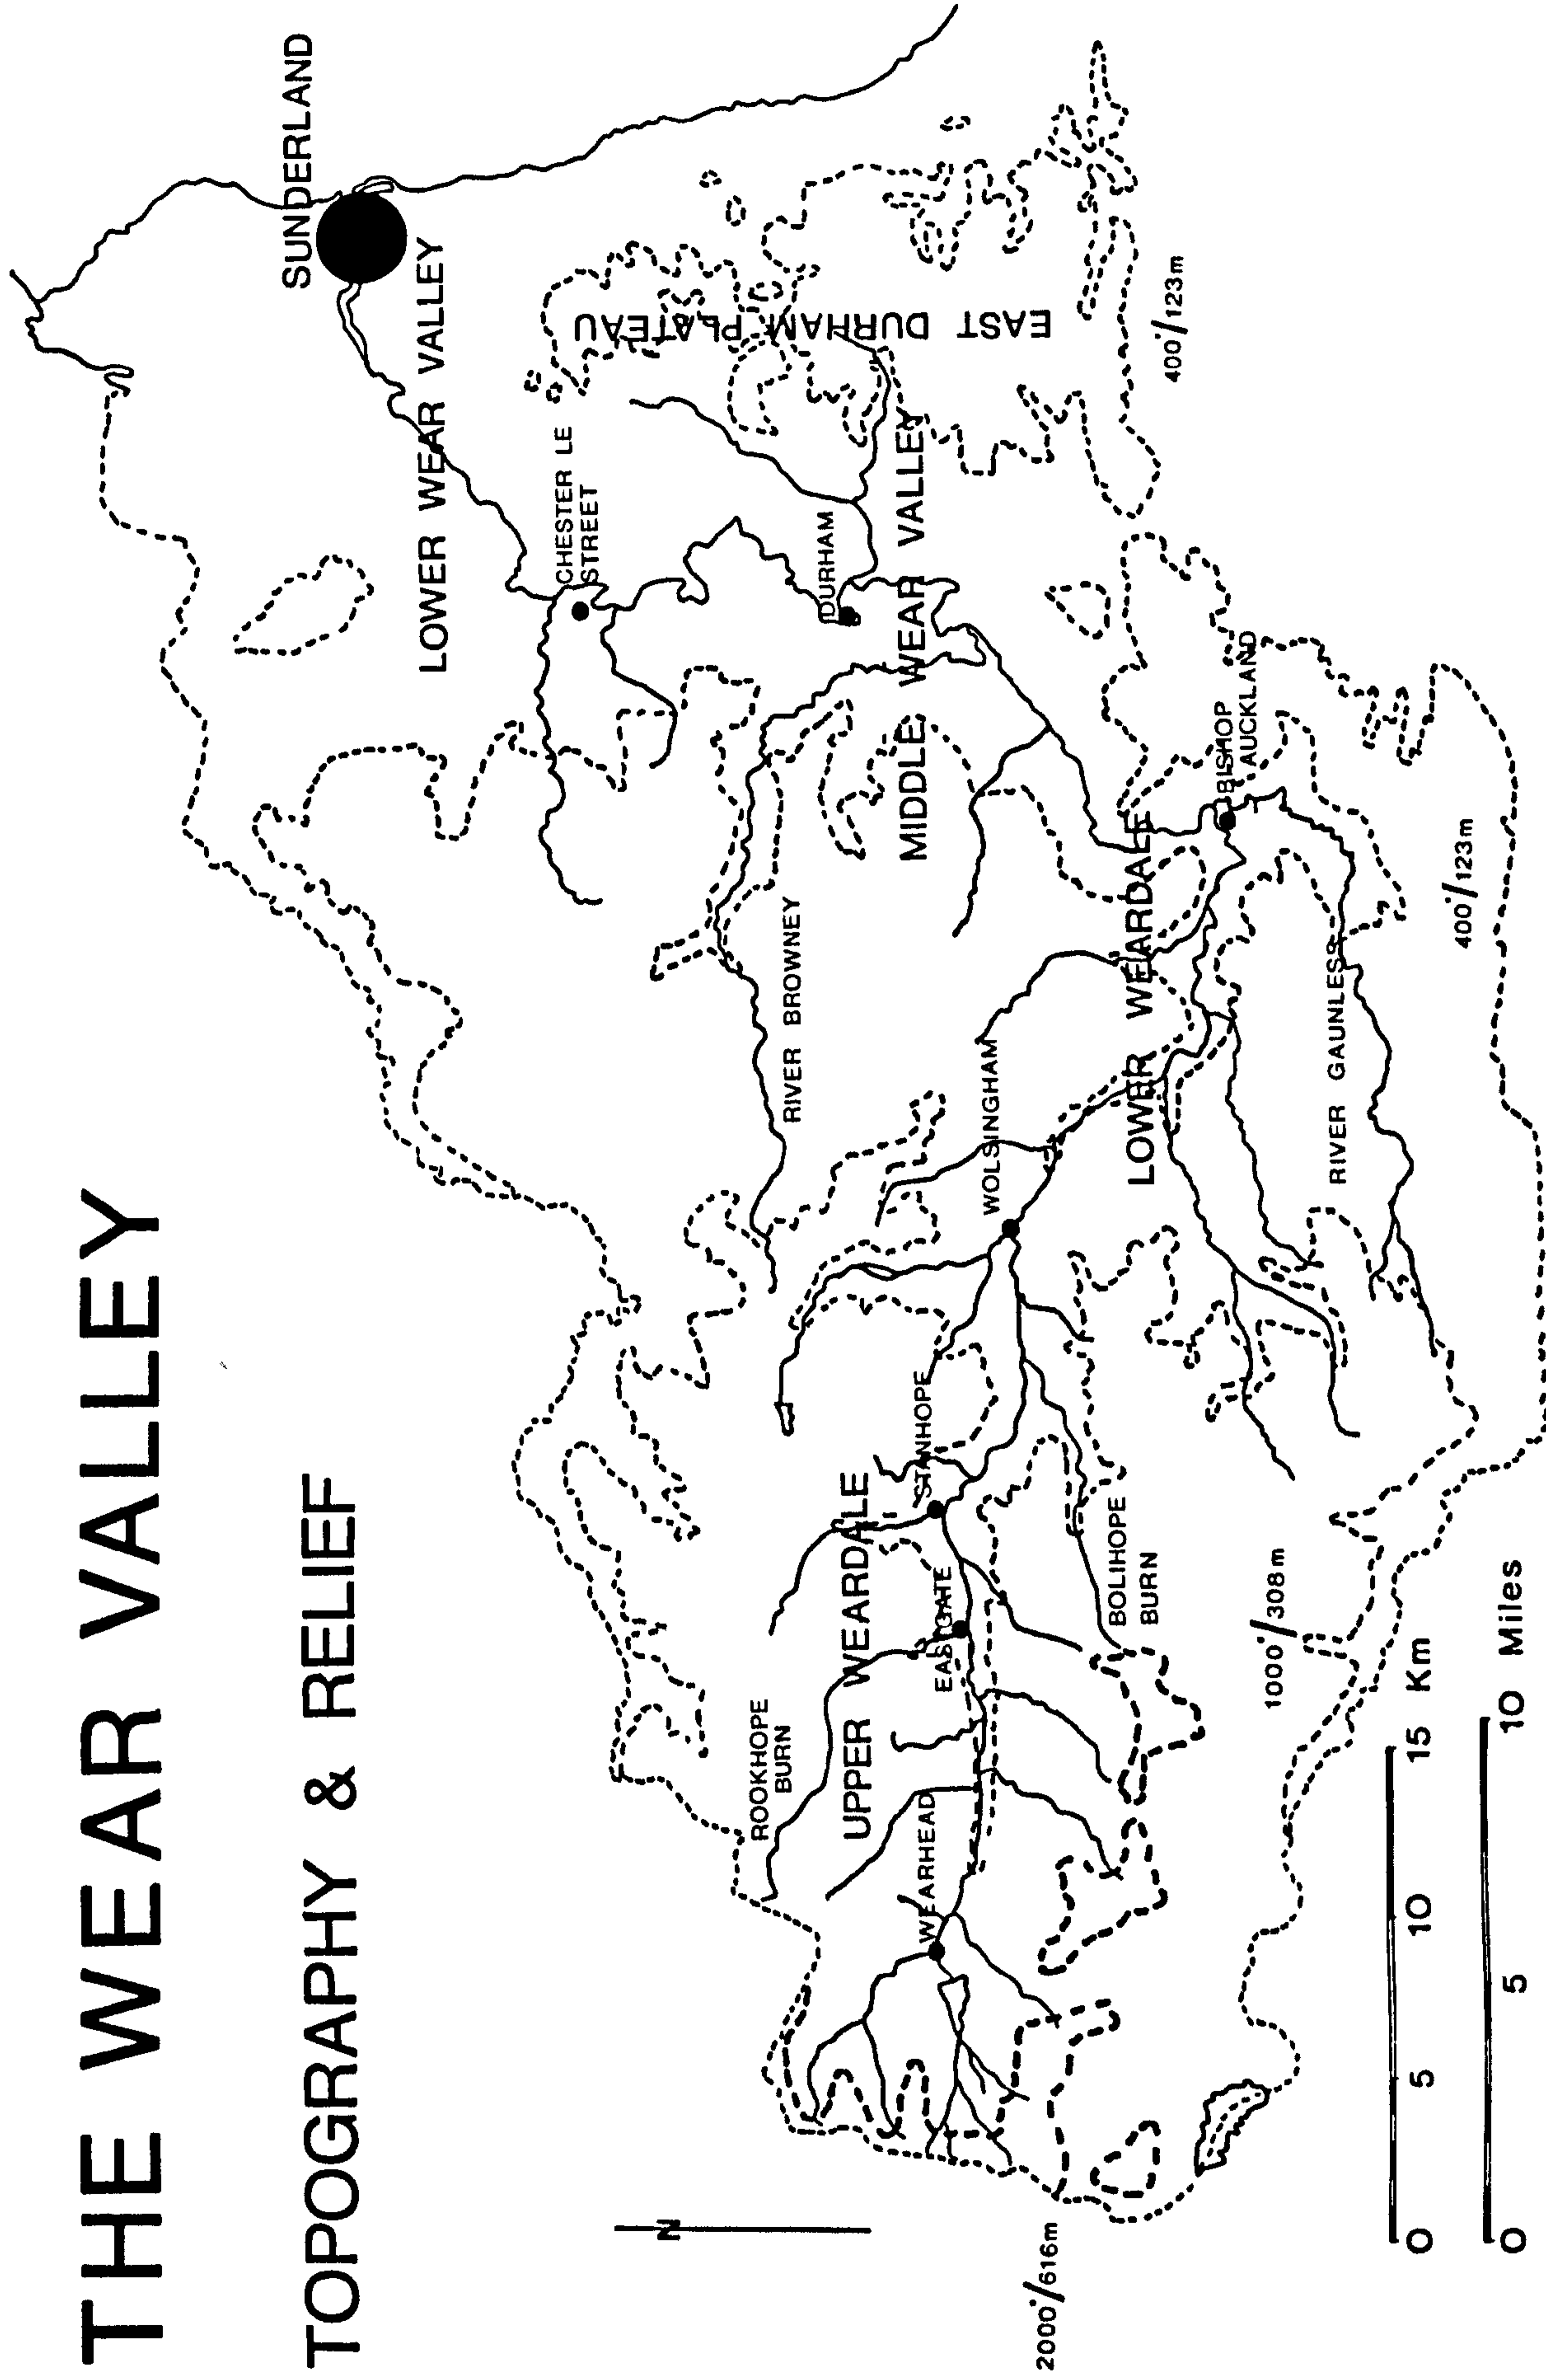 THE WEAR VALLEY
TOPOGRAPHY & RELIEF
SUNDERLAND
LOWER WEAR VALLEY
CHESTER LE
STREET
EAST DURHAM PLATEAU
DURHAM
MIDDLE WEAR VALLEY
RIVER BROWNEY
BISHOP
AUCKLAND
LOWER WEARDALE
WOLSINGHAM
RIVER GAUNLESS
STANHOPE
UPPER WEARDALE
EASTGATE
ROOKHOPE
BURN
WEARHEAD
BOLIHOPE
BURN
400'/123m
400'/123m
1000'/308m
2000'/616m
N
0 5 10 15 Km
0 5 10 Miles